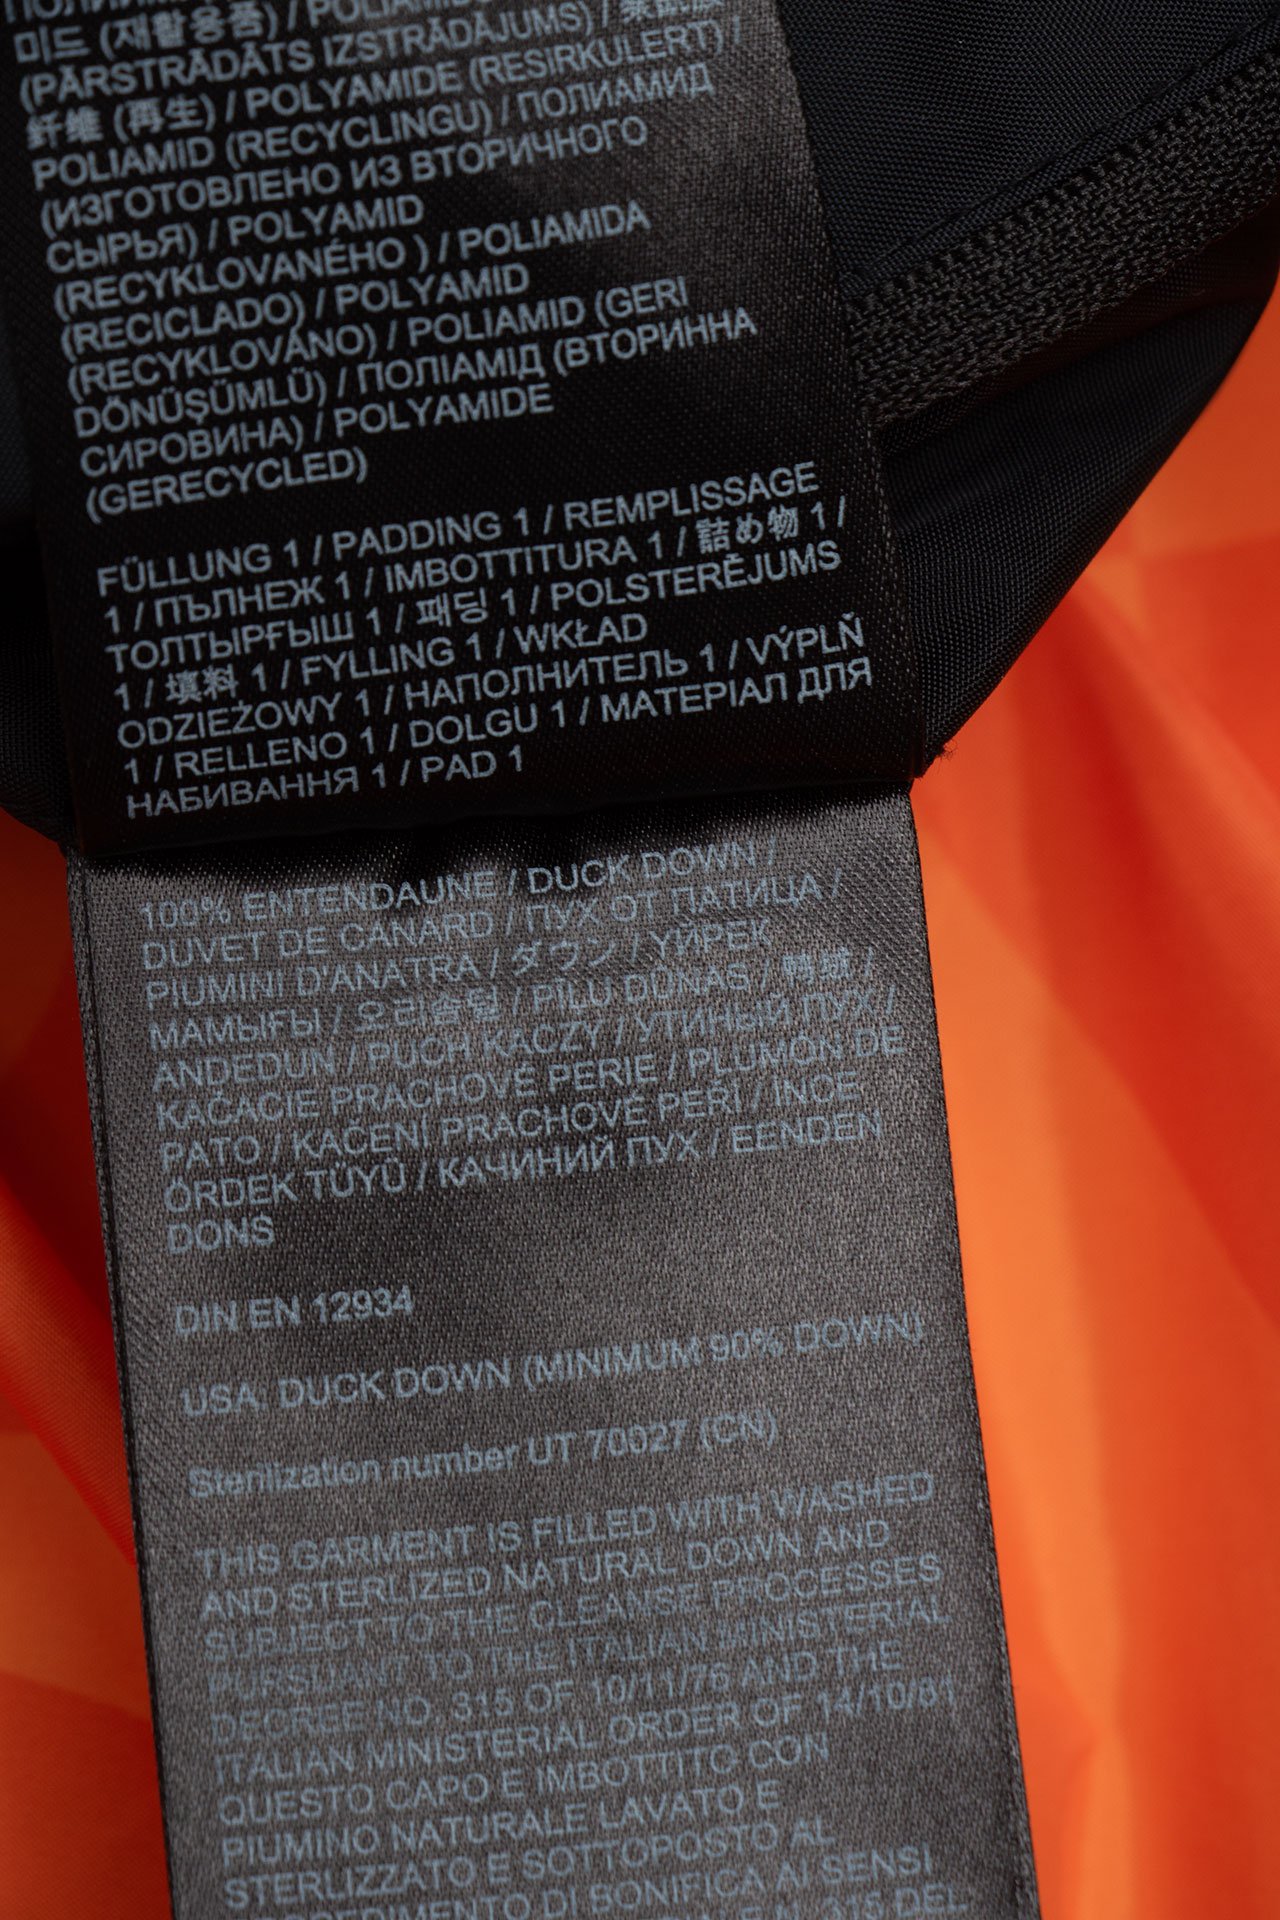 미드 (재활용품) / POLIAMĪDS
(PĀRSTRĀDĀTS IZSTRĀDĀJUMS) /
纤维 (再生) / POLYAMIDE (RESIRKULERT) /
POLIAMID (RECYCLINGU) / ПОЛИАМИД
(ИЗГОТОВЛЕНО ИЗ ВТОРИЧНОГО
СЫРЬЯ) / POLYAMID
(RECYKLOVANÉHO ) / POLIAMIDA
(RECICLADO) / POLYAMID
(RECYKLOVÁNO) / POLIAMID (GERI
DÖNÜŞÜMLÜ) / ПОЛІАМІД (ВТОРИННА
СИРОВИНА) / POLYAMIDE
(GERECYCLED)
FÜLLUNG 1 / PADDING 1 / REMPLISSAGE
1 / ПЪЛНЕЖ 1 / IMBOTTITURA 1 / 詰め物 1 /
ТОЛТЫРҒЫШ 1 / 패딩 1 / POLSTERĒJUMS
1 / 填料 1 / FYLLING 1 / WKŁAD
ODZIEŻOWY 1 / НАПОЛНИТЕЛЬ 1 / VÝPLŇ
1 / RELLENO 1 / DOLGU 1 / МАТЕРІАЛ ДЛЯ
НАБИВАННЯ 1 / PAD 1
100% ENTENDAUNE / DUCK DOWN /
DUVET DE CANARD / ПУХ ОТ ПАТИЦА /
PIUMINI D'ANATRA / ダウン / ҮЙРЕК
МАМЫҒЫ / 오리솜털 / PĪĻU DŪNAS / 鸭绒 /
ANDEDUN / PUCH KACZY / УТИНЫЙ ПУХ /
KAČACIE PRACHOVÉ PERIE / PLUMÓN DE
PATO / KAČENÍ PRACHOVÉ PEŘÍ / İNCE
ÖRDEK TÜYÜ / КАЧИНИЙ ПУХ / EENDEN
DONS
DIN EN 12934
USA: DUCK DOWN (MINIMUM 90% DOWN)
Sterilization number UT 70027 (CN)
THIS GARMENT IS FILLED WITH WASHED
AND STERLIZED NATURAL DOWN AND
SUBJECT TO THE CLEAMSE PROCESSES
PURSUANT TO THE ITALIAN MINISTERIAL
DECREE NO. 315 OF 10/11/76 AND THE
ITALIAN MINISTERIAL ORDER OF 14/10/81
QUESTO CAPO E IMBOTTITO CON
PIUMINO NATURALE LAVATO E
STERLIZZATO E SOTTOPOSTO AL
PROCEDIMENTO DI BONIFICA AI SENSI